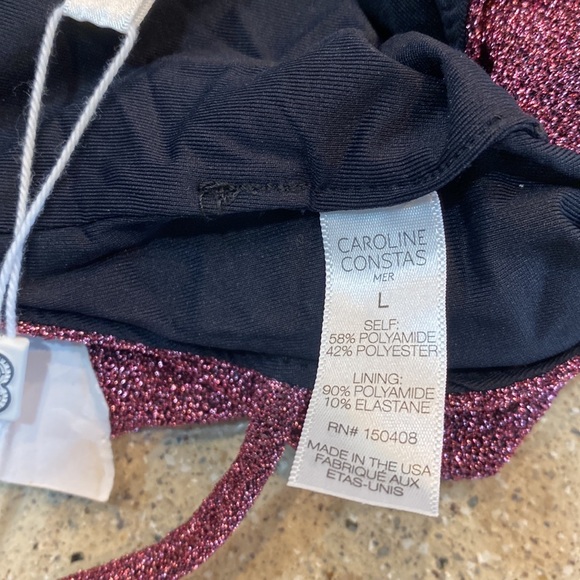 CAROLINE
CONSTAS
MER
L
SELF:
58% POLYAMIDE
42% POLYESTER
LINING:
90% POLYAMIDE
10% ELASTANE
RN# 150408
MADE IN THE USA
FABRIQUÉ AUX
ETAS-UNIS